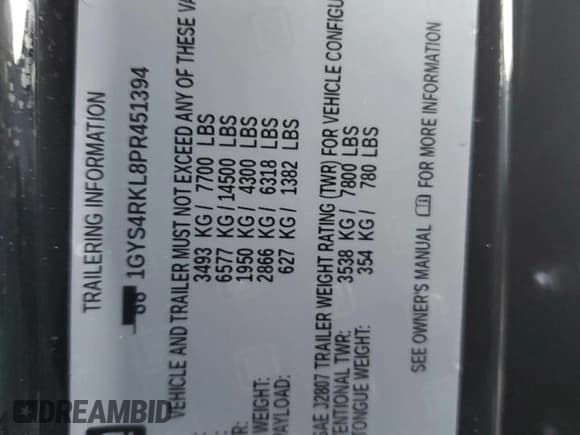 TRAILERING INFORMATION
1GYS4RKL8PR451394
VEHICLE AND TRAILER MUST NOT EXCEED ANY OF THESE VA
3493 KG / 7700 LBS
6577 KG / 14500 LBS
1950 KG / 4300 LBS
WEIGHT: 2866 KG / 6318 LBS
AYLOAD: 627 KG / 1382 LBS
SAE J2807 TRAILER WEIGHT RATING (TWR) FOR VEHICLE CONFIGU
ENTIONAL TWR: 3538 KG / 7800 LBS
TONGUE WEIGHT: 354 KG / 780 LBS
SEE OWNER'S MANUAL FOR MORE INFORMATION
DREAMBID